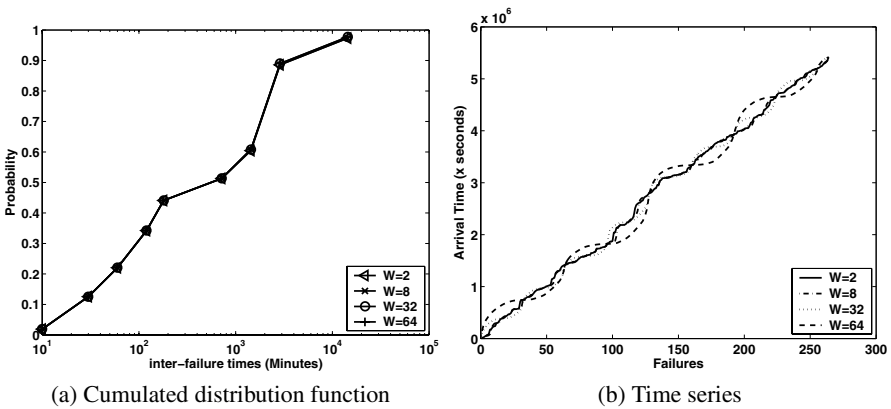 1
0.9
0.8
0.7
0.6
0.5
0.4
0.3
0.2
0.1
0
Probability
10^1
10^2
10^3
10^4
10^5
inter-failure times (Minutes)
W=2
W=8
W=32
W=64
(a) Cumulated distribution function
x 10^6
6
5
4
3
2
1
0
Arrival Time (x seconds)
0
50
100
150
200
250
300
Failures
W=2
W=8
W=32
W=64
(b) Time series